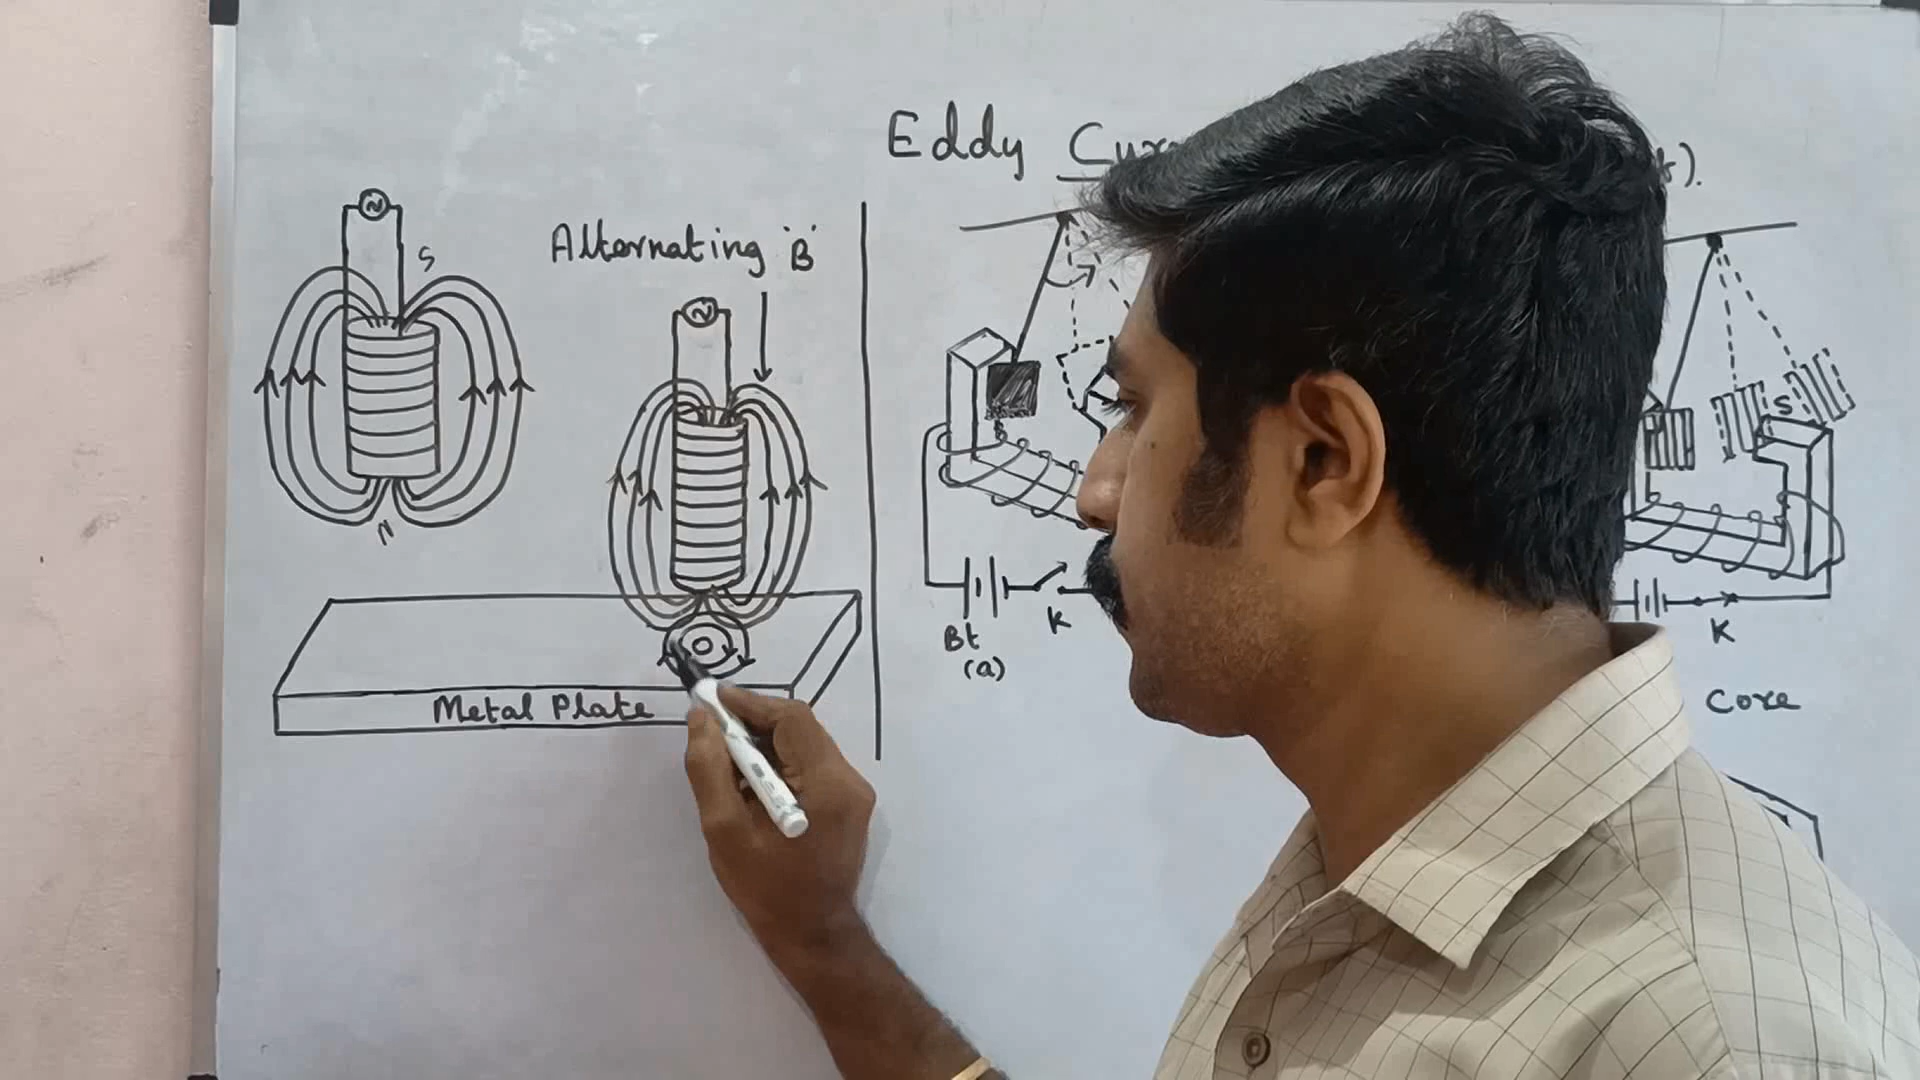 Eddy
S
Alternating 'B'
N
S
Bt
K
(a)
K
Metal Plate
Core